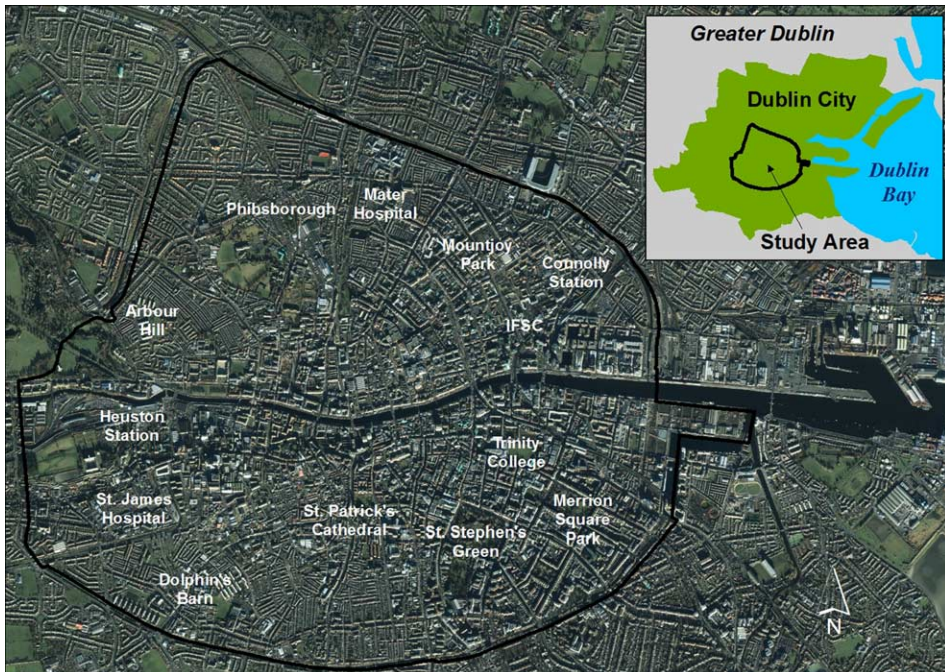 Greater Dublin
Dublin City
Dublin
Bay
Study Area
Mater
Hospital
Phibsborough
Mountjoy
Park
Connolly
Station
Arbour
Hill
IFSC
Heuston
Station
Trinity
College
St. James
Hospital
St. Patrick's
Cathedral
Merrion
Square
Park
St. Stephen's
Green
Dolphin's
Barn
N